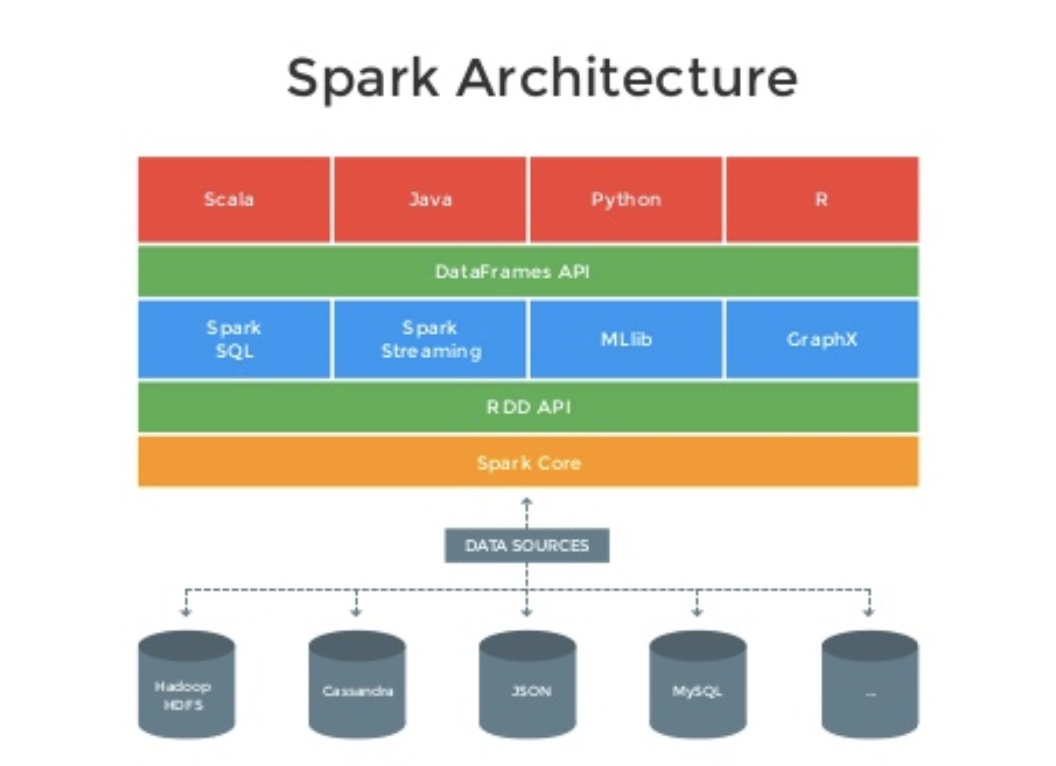 Spark Architecture
Scala
Java
Python
R
DataFrames API
Spark
SQL
Spark
Streaming
MLlib
GraphX
RDD API
Spark Core
DATA SOURCES
Hadoop
HDFS
Cassandra
JSON
MySQL
...